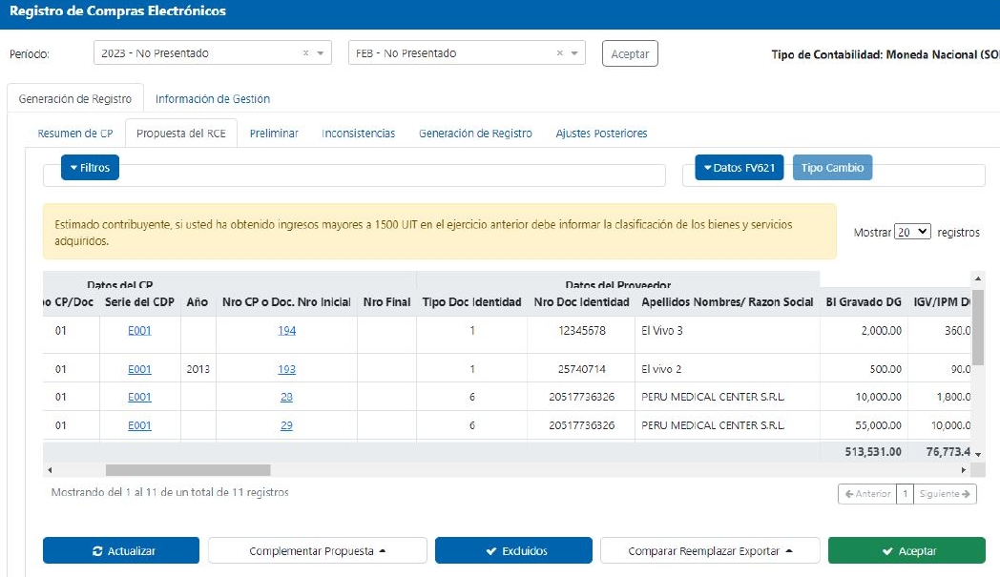 Registro de Compras Electrónicos
Período: 2023 - No Presentado × FEB - No Presentado × Aceptar Tipo de Contabilidad: Moneda Nacional (SO
Generación de Registro Información de Gestión
Resumen de CP Propuesta del RCE Preliminar Inconsistencias Generación de Registro Ajustes Posteriores
Filtros Datos FV621 Tipo Cambio
Estimado contribuyente, si usted ha obtenido ingresos mayores a 1500 UIT en el ejercicio anterior debe informar la clasificación de los bienes y servicios
adquiridos.
Mostrar 20 registros
Datos del CP Datos del Proveedor
o CP/Doc Serie del CDP Año Nro CP o Doc. Nro Inicial Nro Final Tipo Doc Identidad Nro Doc Identidad Apellidos Nombres/ Razon Social BI Gravado DG IGV/IPM D
01 E001 194 1 12345678 El Vivo 3 2,000.00 360.0
01 E001 2013 193 1 25740714 El vivo 2 500.00 90.0
01 E001 28 6 20517736326 PERU MEDICAL CENTER S.R.L. 10,000.00 1,800.0
01 E001 29 6 20517736326 PERU MEDICAL CENTER S.R.L. 55,000.00 10,000.0
513,531.00 76,773.4
Mostrando del 1 al 11 de un total de 11 registros
Anterior 1 Siguiente
Actualizar Complementar Propuesta Excluidos Comparar Reemplazar Exportar Aceptar